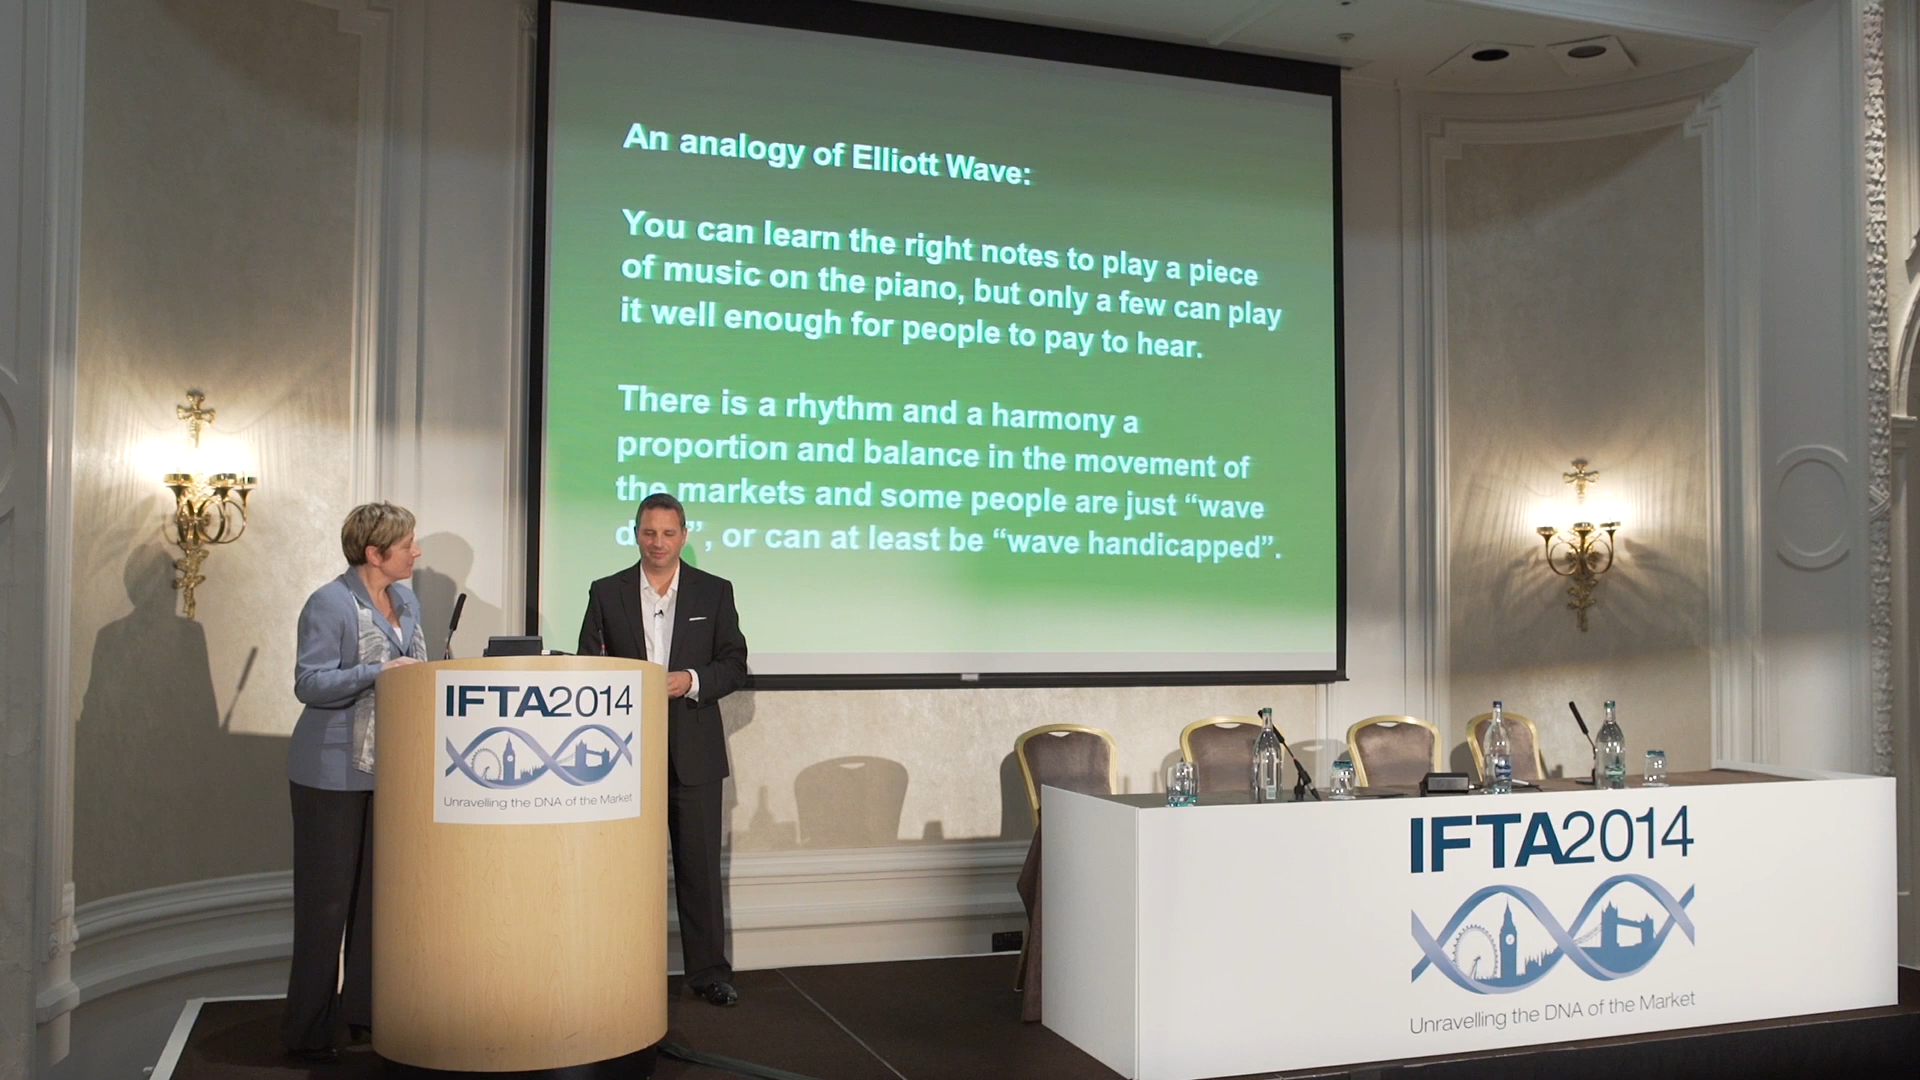 An analogy of Elliott Wave:
You can learn the right notes to play a piece
of music on the piano, but only a few can play
it well enough for people to pay to hear.
There is a rhythm and a harmony a
proportion and balance in the movement of
the markets and some people are just “wave
”, or can at least be “wave handicapped”.
IFTA2014
Unravelling the DNA of the Market
IFTA2014
Unravelling the DNA of the Market